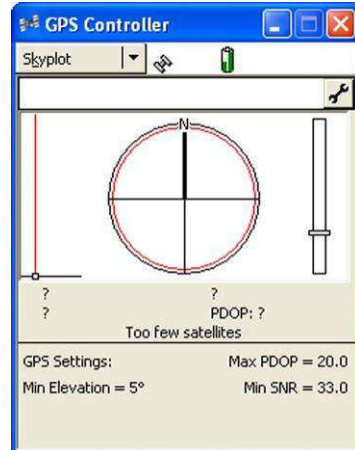 GPS Controller
Skyplot
N
? ?
? PDOP: ?
Too few satellites
GPS Settings: Max PDOP = 20.0
Min Elevation = 5° Min SNR = 33.0